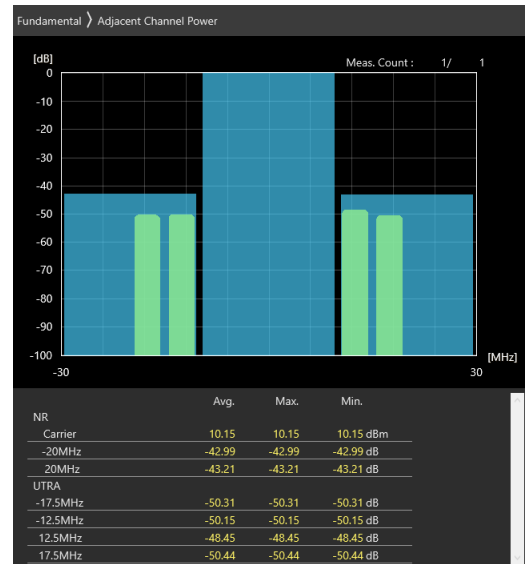 Fundamental 〉 Adjacent Channel Power
[dB]
Meas. Count : 1/ 1
0
-10
-20
-30
-40
-50
-60
-70
-80
-90
-100
[MHz]
-30 30
Avg. Max. Min.
NR
Carrier 10.15 10.15 10.15 dBm
-20MHz -42.99 -42.99 -42.99 dB
20MHz -43.21 -43.21 -43.21 dB
UTRA
-17.5MHz -50.31 -50.31 -50.31 dB
-12.5MHz -50.15 -50.15 -50.15 dB
12.5MHz -48.45 -48.45 -48.45 dB
17.5MHz -50.44 -50.44 -50.44 dB